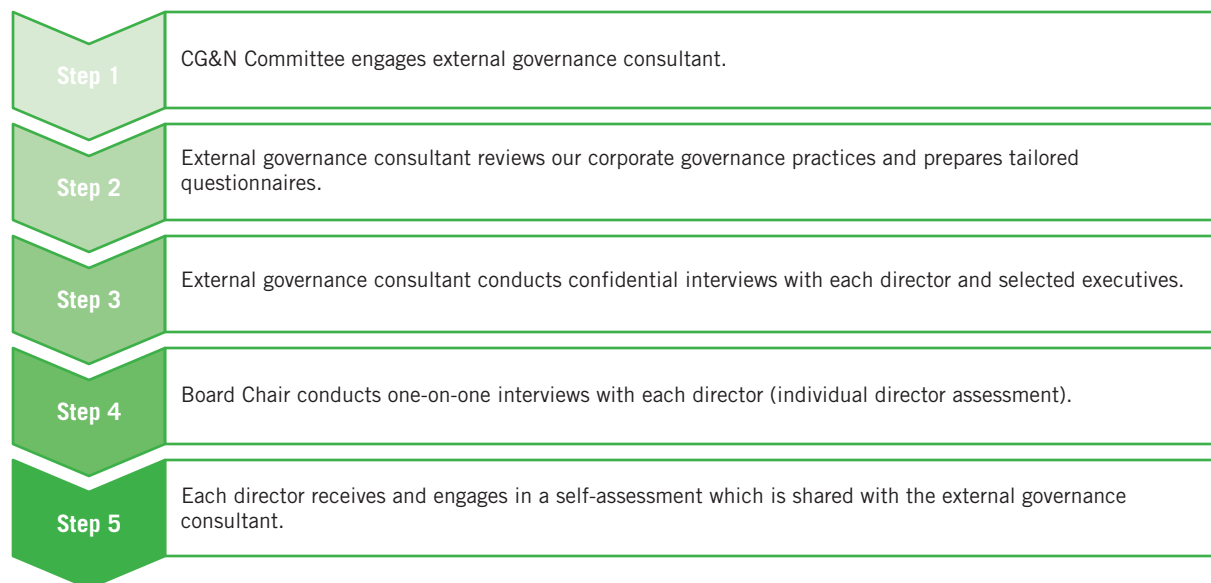 Step 1
CG&N Committee engages external governance consultant.
Step 2
External governance consultant reviews our corporate governance practices and prepares tailored
questionnaires.
Step 3
External governance consultant conducts confidential interviews with each director and selected executives.
Step 4
Board Chair conducts one-on-one interviews with each director (individual director assessment).
Step 5
Each director receives and engages in a self-assessment which is shared with the external governance
consultant.